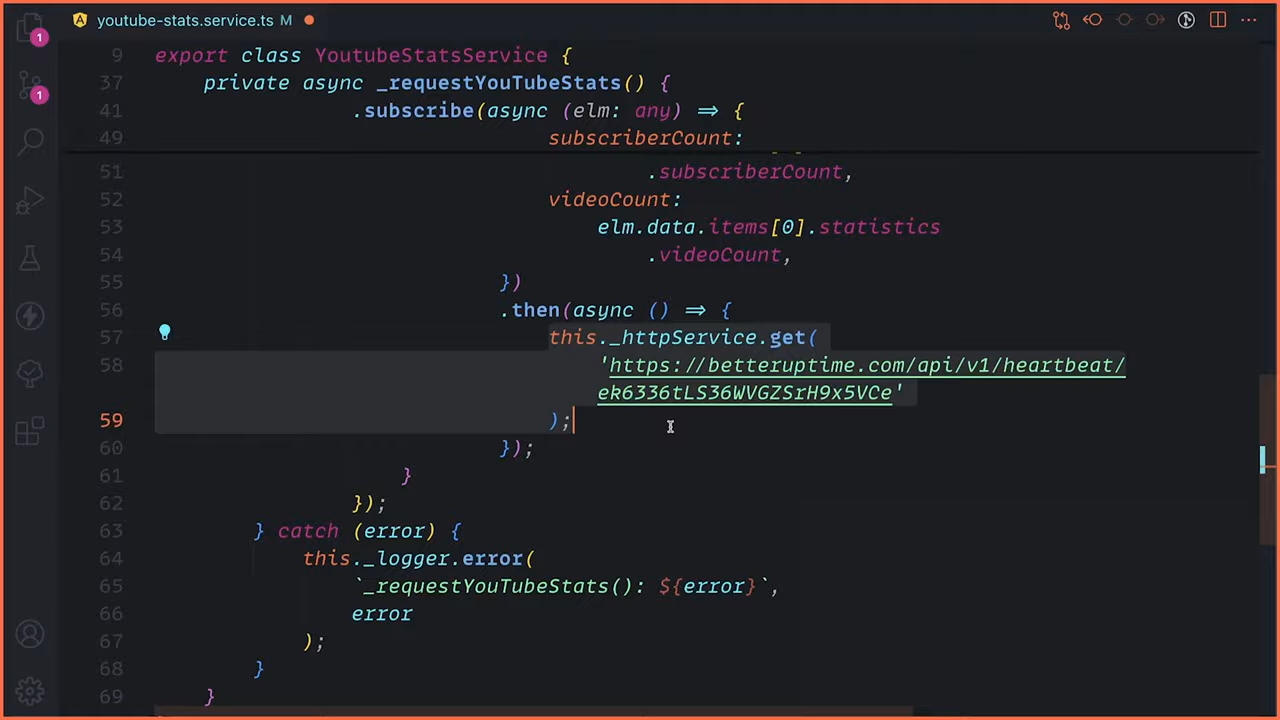 youtube-stats.service.ts M
1
1
9 export class YoutubeStatsService {
37 private async _requestYouTubeStats() {
41 .subscribe(async (elm: any) => {
49 subscriberCount:
51 .subscriberCount,
52 videoCount:
53 elm.data.items[0].statistics
54 .videoCount,
55 })
56 .then(async () => {
57 this._httpService.get(
58 'https://betteruptime.com/api/v1/heartbeat/
ek6336tLS36WVGZSrH9x5VCe'
59 );
60 });
61 }
62 });
63 } catch (error) {
64 this._logger.error(
65 `_requestYouTubeStats(): ${error}`,
66 error
67 );
68 }
69 }